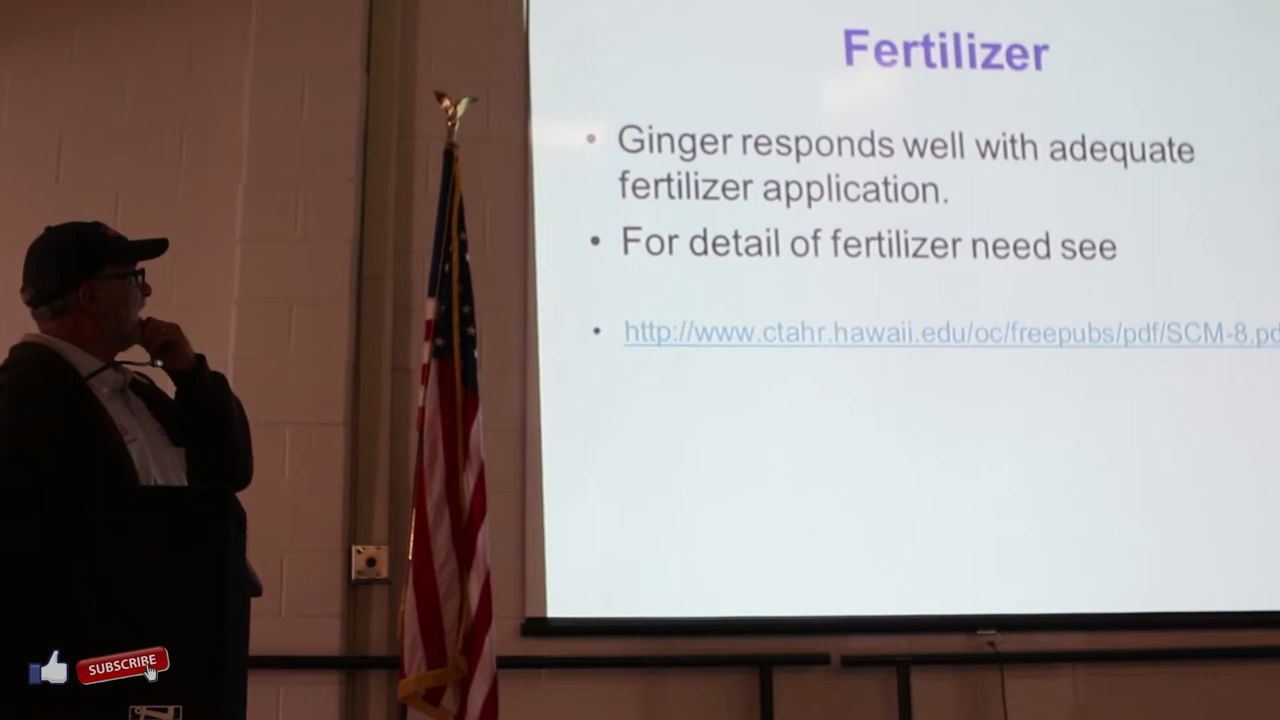 Fertilizer
• Ginger responds well with adequate
fertilizer application.
• For detail of fertilizer need see
• http://www.ctahr.hawaii.edu/oc/freepubs/pdf/SCM-8.pd
SUBSCRIBE